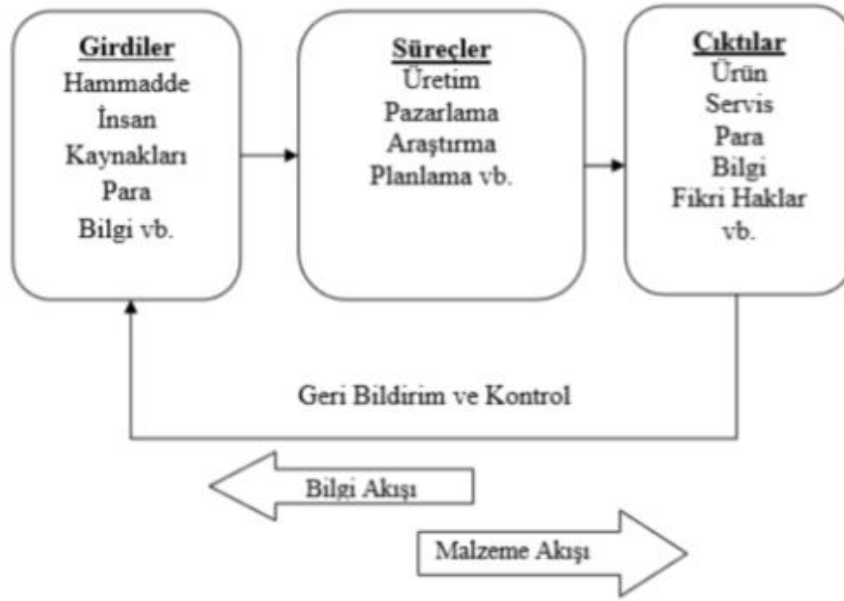 Girdiler
Hammadde
İnsan
Kaynakları
Para
Bilgi vb.
Süreçler
Üretim
Pazarlama
Araştırma
Planlama vb.
Çıktılar
Ürün
Servis
Para
Bilgi
Fikri Haklar
vb.
Geri Bildirim ve Kontrol
Bilgi Akışı
Malzeme Akışı